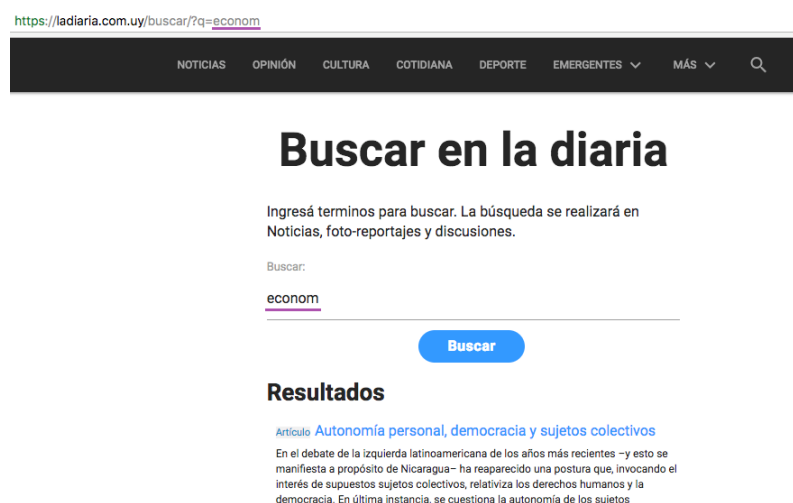 https://ladiaria.com.uy/buscar/?q=econom
NOTICIAS OPINIÓN CULTURA COTIDIANA DEPORTE EMERGENTES MÁS
Buscar en la diaria
Ingresá terminos para buscar. La búsqueda se realizará en
Noticias, foto-reportajes y discusiones.
Buscar:
econom
Buscar
Resultados
Artículo Autonomía personal, democracia y sujetos colectivos
En el debate de la izquierda latinoamericana de los años más recientes –y esto se
manifiesta a propósito de Nicaragua– ha reaparecido una postura que, invocando el
interés de supuestos sujetos colectivos, relativiza los derechos humanos y la
democracia. En última instancia, se cuestiona la autonomía de los sujetos